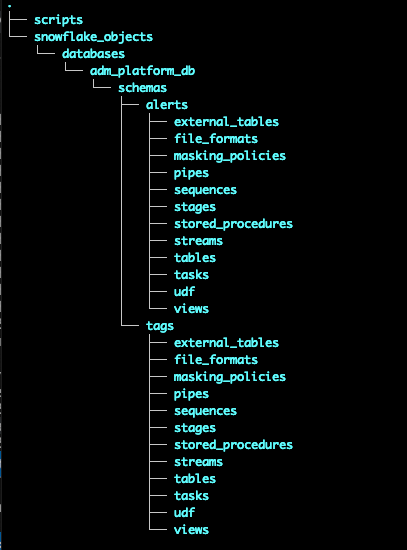 .
├── scripts
└── snowflake_objects
    └── databases
        └── adm_platform_db
            └── schemas
                ├── alerts
                │   ├── external_tables
                │   ├── file_formats
                │   ├── masking_policies
                │   ├── pipes
                │   ├── sequences
                │   ├── stages
                │   ├── stored_procedures
                │   ├── streams
                │   ├── tables
                │   ├── tasks
                │   ├── udf
                │   └── views
                └── tags
                    ├── external_tables
                    ├── file_formats
                    ├── masking_policies
                    ├── pipes
                    ├── sequences
                    ├── stages
                    ├── stored_procedures
                    ├── streams
                    ├── tables
                    ├── tasks
                    ├── udf
                    └── views